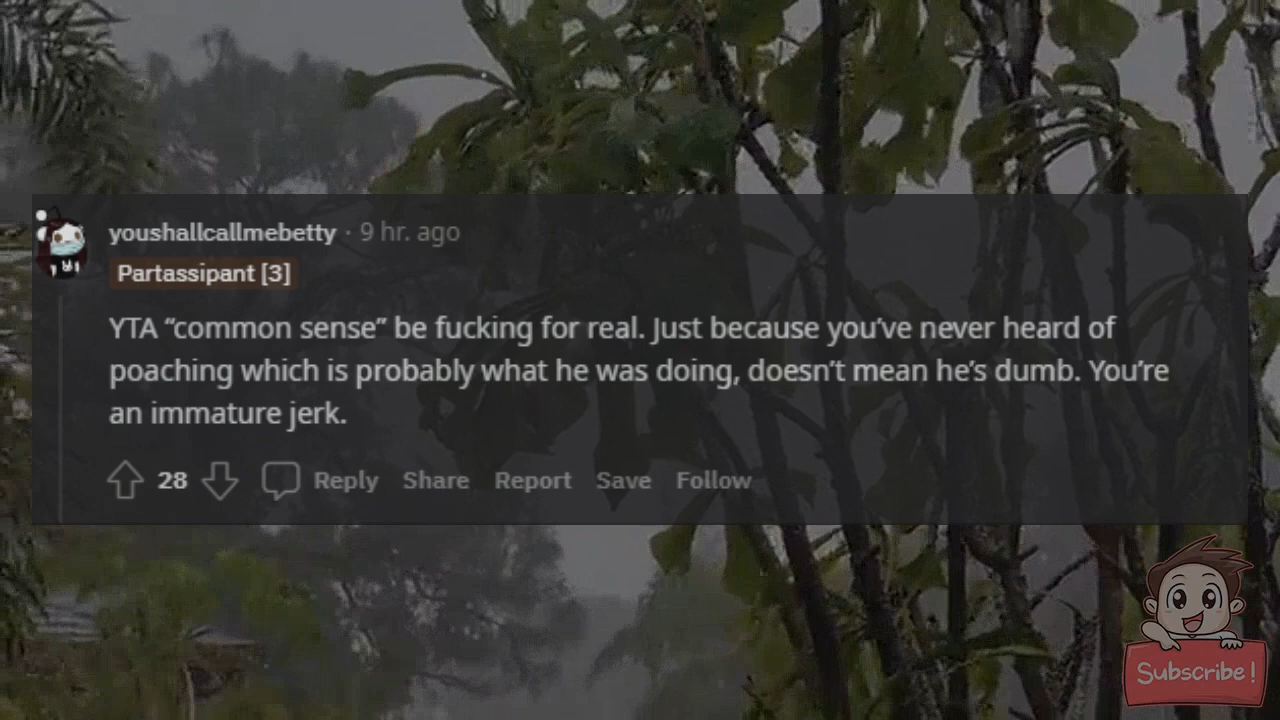 youshallcallmebetty · 9 hr. ago
Partassipant [3]
YTA “common sense” be fucking for real. Just because you’ve never heard of
poaching which is probably what he was doing, doesn’t mean he’s dumb. You’re
an immature jerk.
28 Reply Share Report Save Follow
Subscribe!